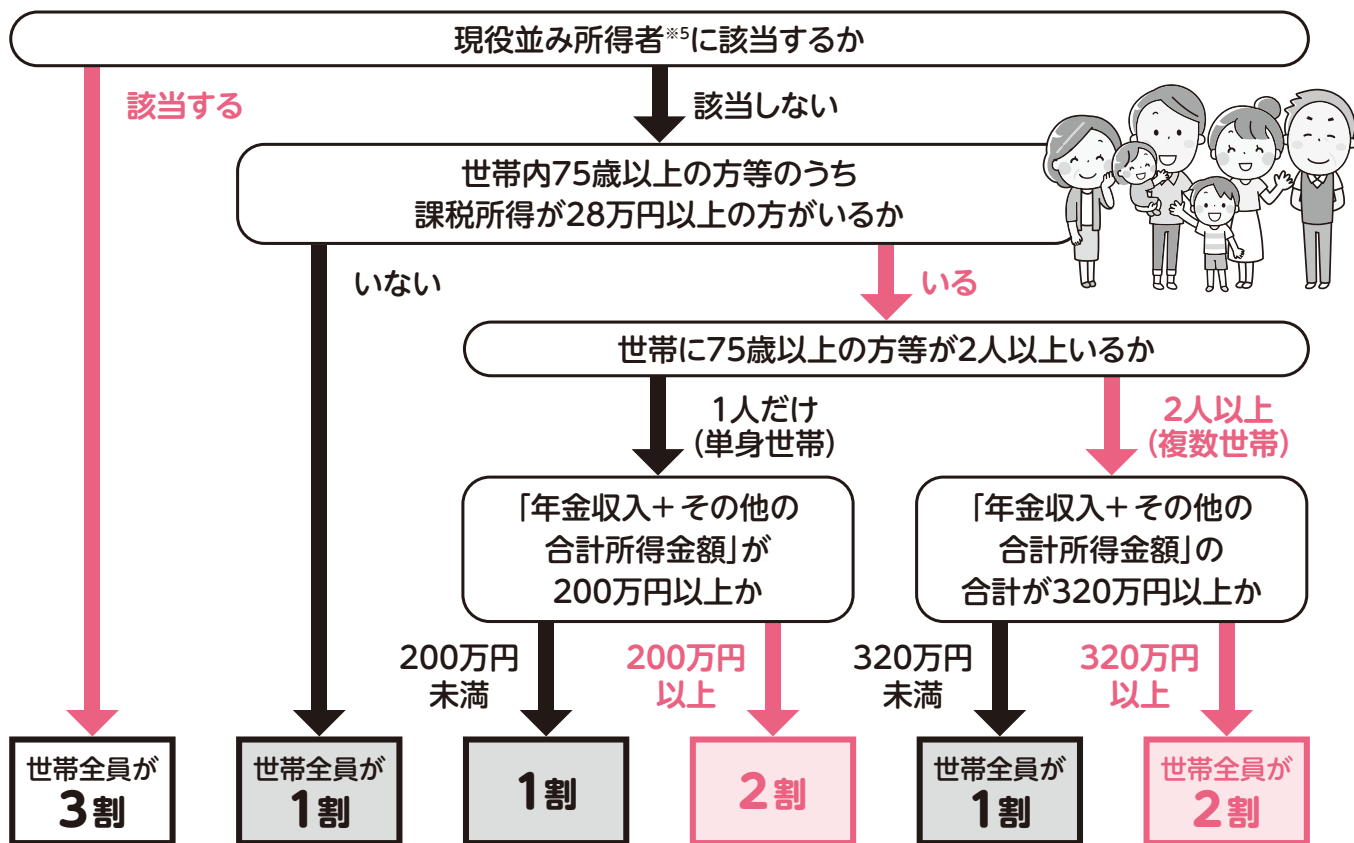 現役並み所得者※5に該当するか
該当する
該当しない
世帯内75歳以上の方等のうち
課税所得が28万円以上の方がいるか
いない
いる
世帯に75歳以上の方等が2人以上いるか
1人だけ
(単身世帯)
2人以上
(複数世帯)
「年金収入+その他の
合計所得金額」が
200万円以上か
「年金収入+その他の
合計所得金額」の
合計が320万円以上か
200万円
未満
200万円
以上
320万円
未満
320万円
以上
世帯全員が
3割
世帯全員が
1割
1割
2割
世帯全員が
1割
世帯全員が
2割